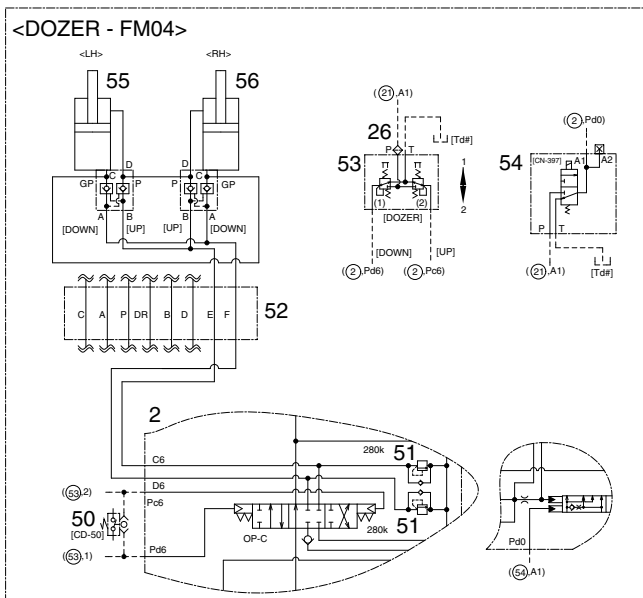 <DOZER - FM04>
<LH>
<RH>
55
56
C
D
GP
P
A
B
D
C
P
GP
B
A
[DOWN]
[UP]
[UP]
[DOWN]
C
A
P
DR
B
D
E
F
52
((21),A1)
26
[Td#]
P
T
53
(1)
(2)
[DOZER]
1
2
[DOWN]
[UP]
((2),Pd6)
((2),Pc6)
((2),Pd0)
54
[CN-397]
A1
A2
P
T
((21),A1)
[Td#]
2
280k
51
C6
((53),2)
D6
Pc6
50
[CD-50]
51
280k
OP-C
((53),1)
Pd6
Pd0
((54),A1)